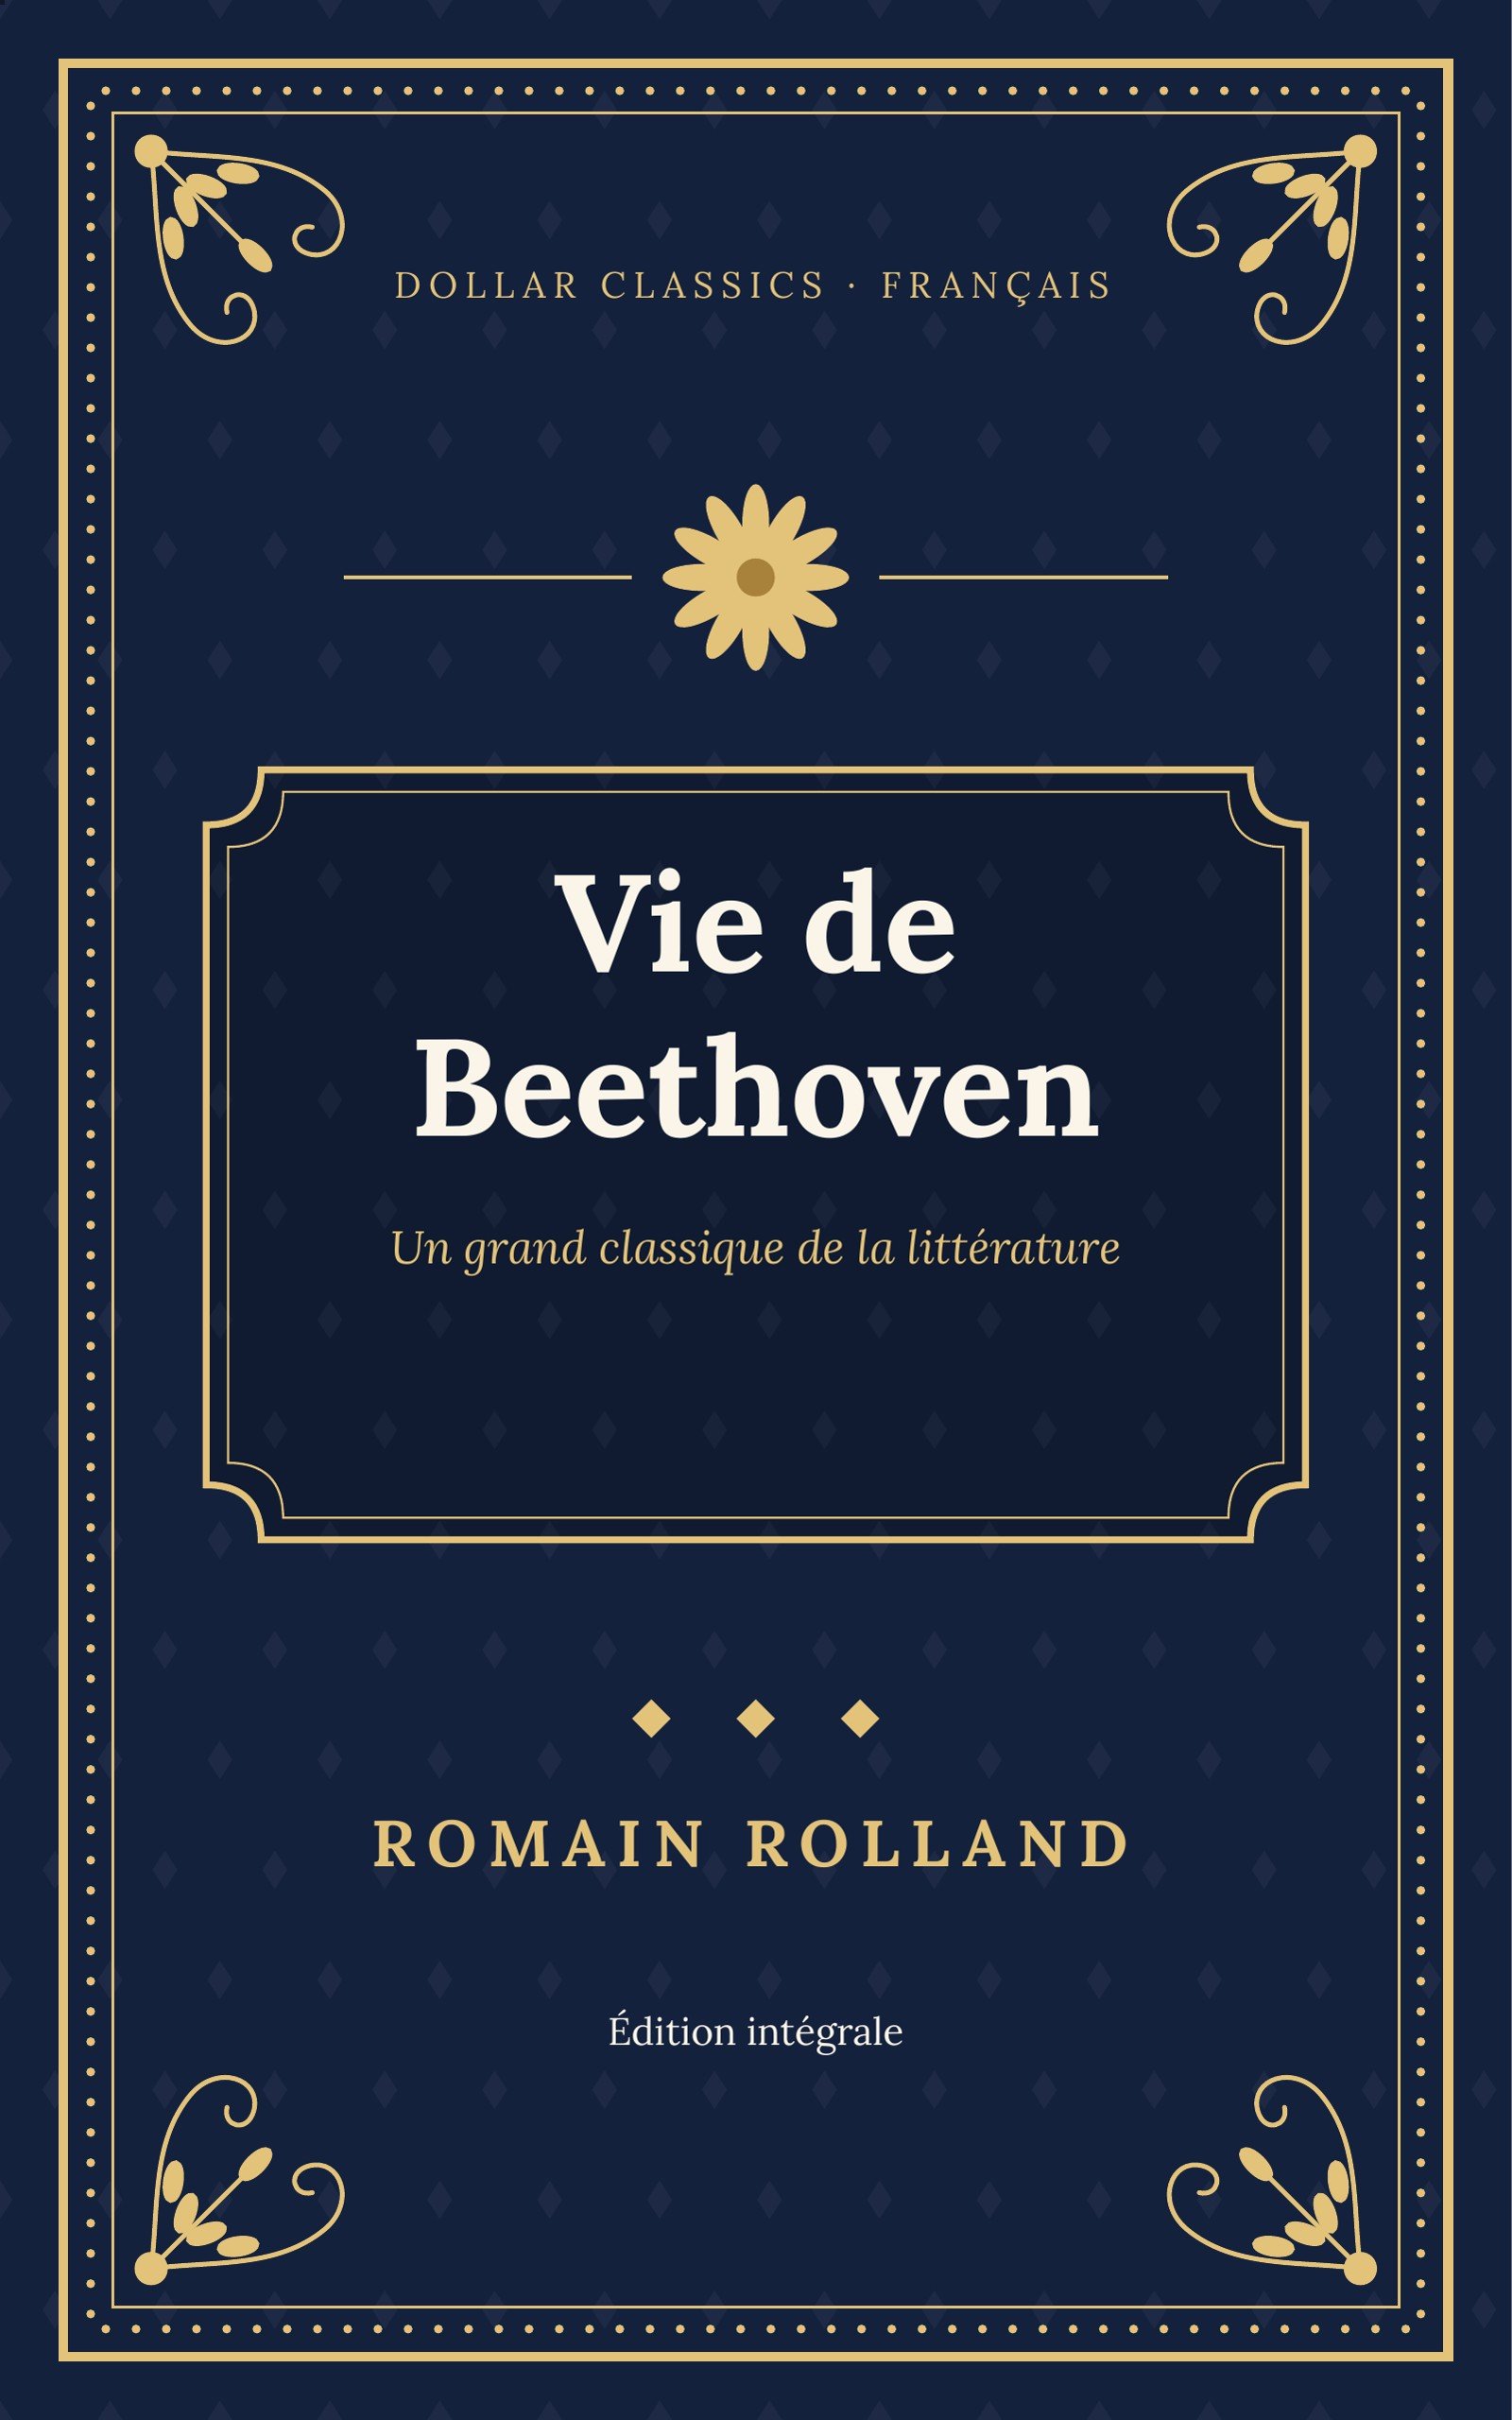 DOLLAR CLASSICS · FRANÇAIS
Vie de
Beethoven
Un grand classique de la littérature
ROMAIN ROLLAND
Édition intégrale